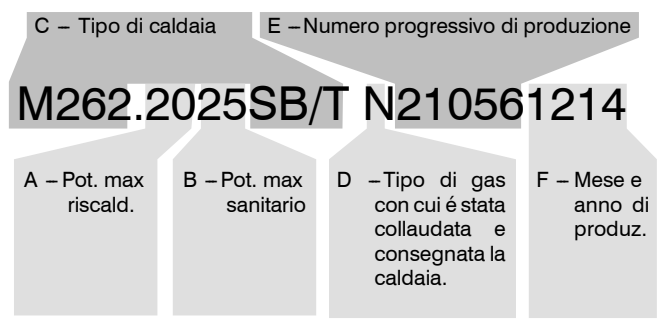 C – Tipo di caldaia
E – Numero progressivo di produzione
M262.2025SB/T N210561214
A – Pot. max
riscald.
B – Pot. max
sanitario
D – Tipo di gas
con cui é stata
collaudata e
consegnata la
caldaia.
F – Mese e
anno di
produz.